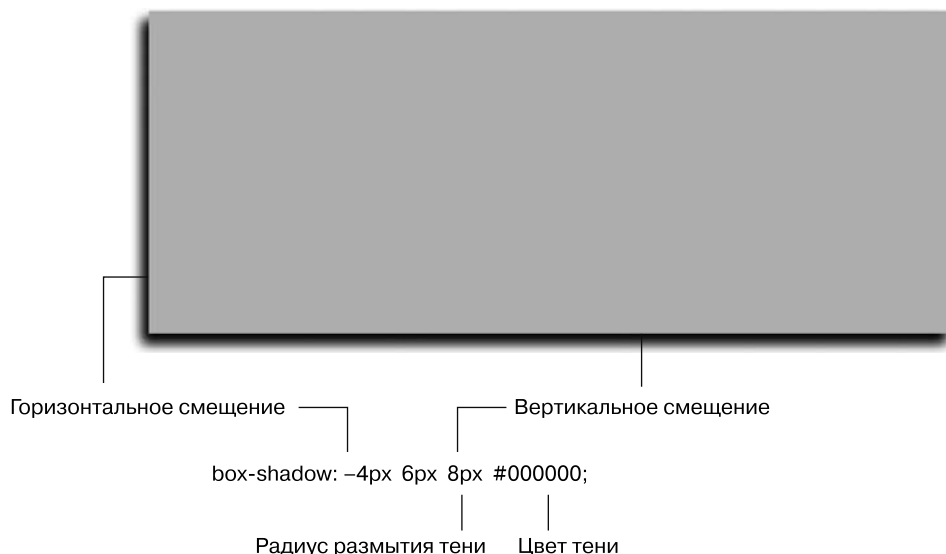 Горизонтальное смещение
Вертикальное смещение
box-shadow: –4px 6px 8px #000000;
Радиус размытия тени
Цвет тени